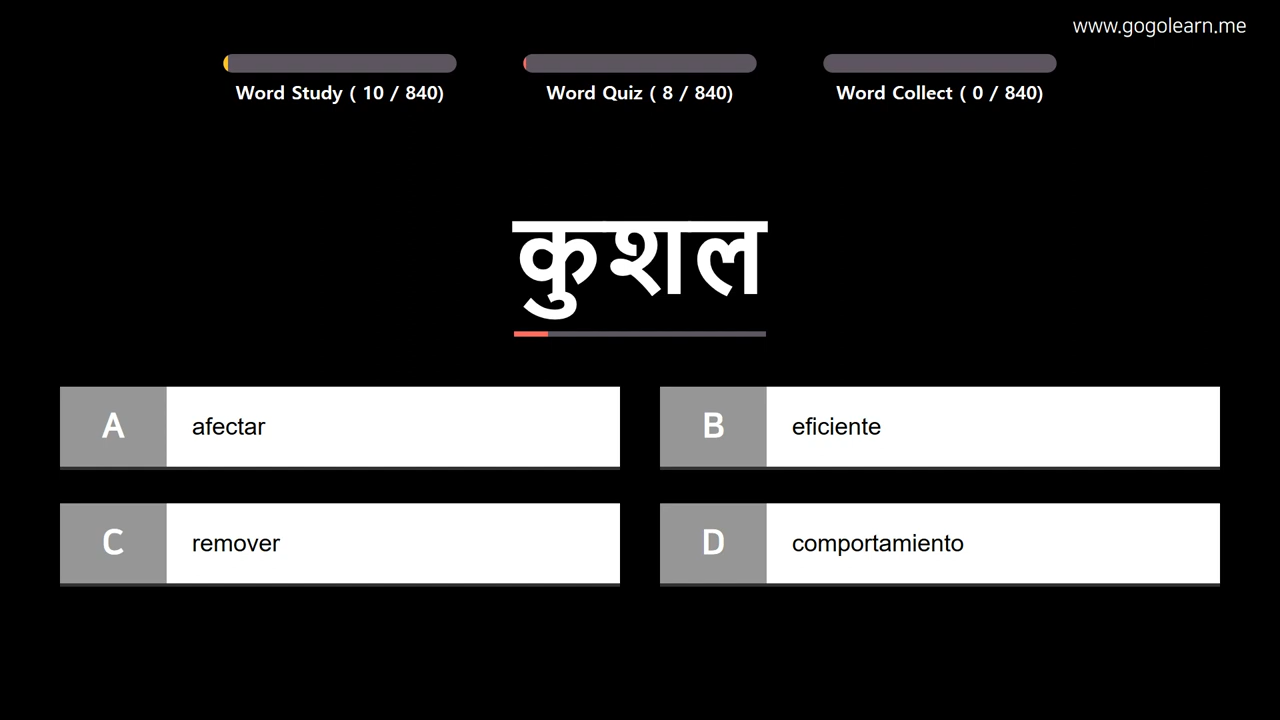 www.gogolearn.me
Word Study ( 10 / 840)
Word Quiz ( 8 / 840)
Word Collect ( 0 / 840)
कुशल
A afectar
B eficiente
C remover
D comportamiento